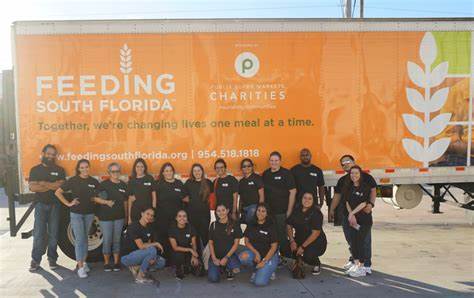 FEEDING
SOUTH FLORIDA™
p
PUBLIX SUPER MARKETS
CHARITIES
Together, we're changing lives one meal at a time.
www.feedingsouthflorida.org | 954.518.1818